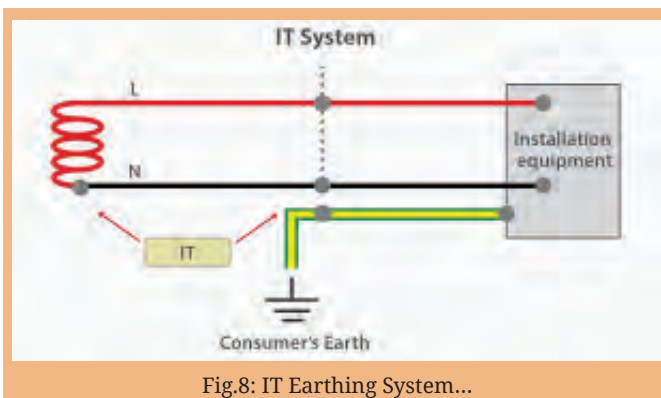 IT System
L
N
Installation
equipment
IT
Consumer's Earth
Fig.8: IT Earthing System...